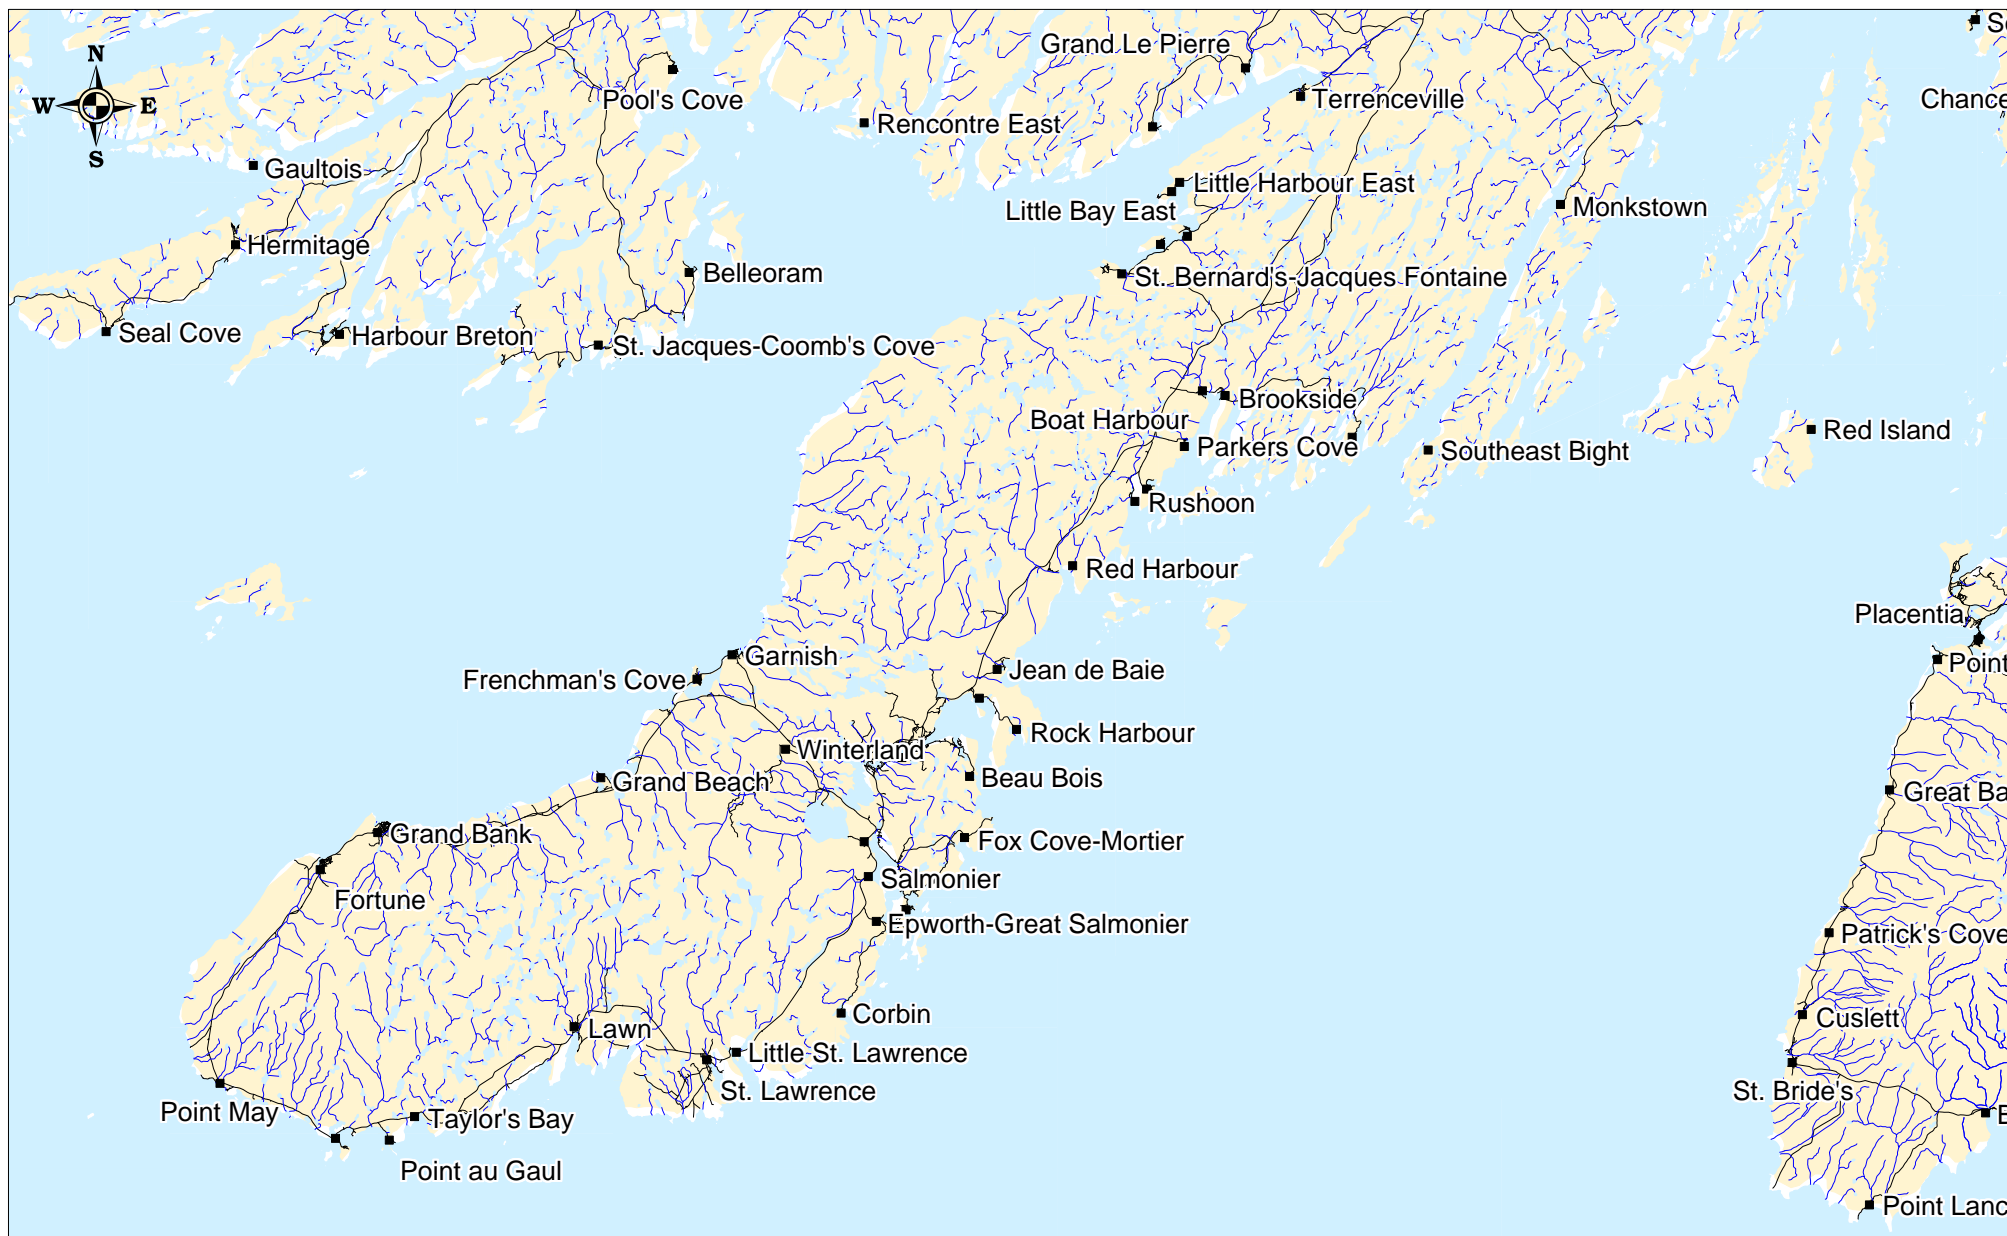 N
W E
S
Grand Le Pierre
Pool's Cove
Terrenceville
Chance
Rencontre East
Gaultois
Little Harbour East
Little Bay East
Monkstown
Hermitage
Belleoram
St. Bernard's-Jacques Fontaine
Seal Cove
Harbour Breton
St. Jacques-Coomb's Cove
Brookside
Boat Harbour
Parkers Cove
Red Island
Southeast Bight
Rushoon
Red Harbour
Placentia
Garnish
Point
Frenchman's Cove
Jean de Baie
Rock Harbour
Winterland
Grand Beach
Beau Bois
Great Ba
Grand Bank
Fox Cove-Mortier
Salmonier
Fortune
Epworth-Great Salmonier
Patrick's Cove
Corbin
Cuslett
Lawn
Little St. Lawrence
St. Lawrence
St. Bride's
Point May
Taylor's Bay
Point au Gaul
Point Lanc